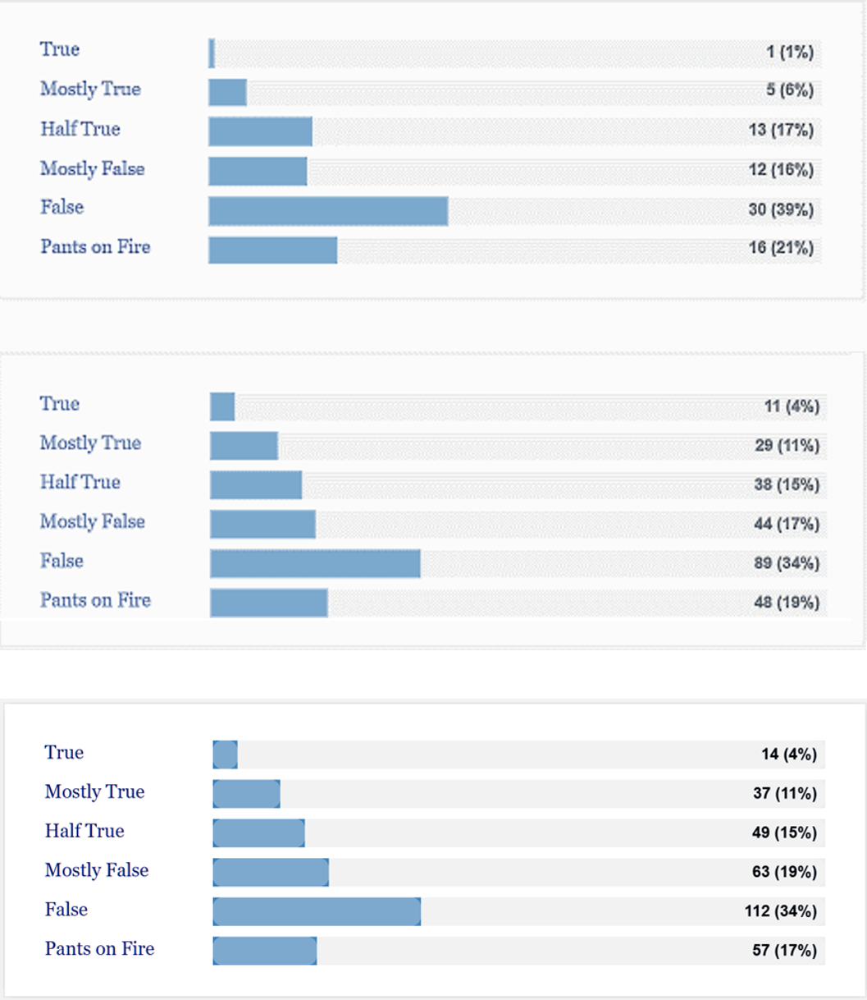 True 1 (1%)
Mostly True 5 (6%)
Half True 13 (17%)
Mostly False 12 (16%)
False 30 (39%)
Pants on Fire 16 (21%)
True 11 (4%)
Mostly True 29 (11%)
Half True 38 (15%)
Mostly False 44 (17%)
False 89 (34%)
Pants on Fire 48 (19%)
True 14 (4%)
Mostly True 37 (11%)
Half True 49 (15%)
Mostly False 63 (19%)
False 112 (34%)
Pants on Fire 57 (17%)